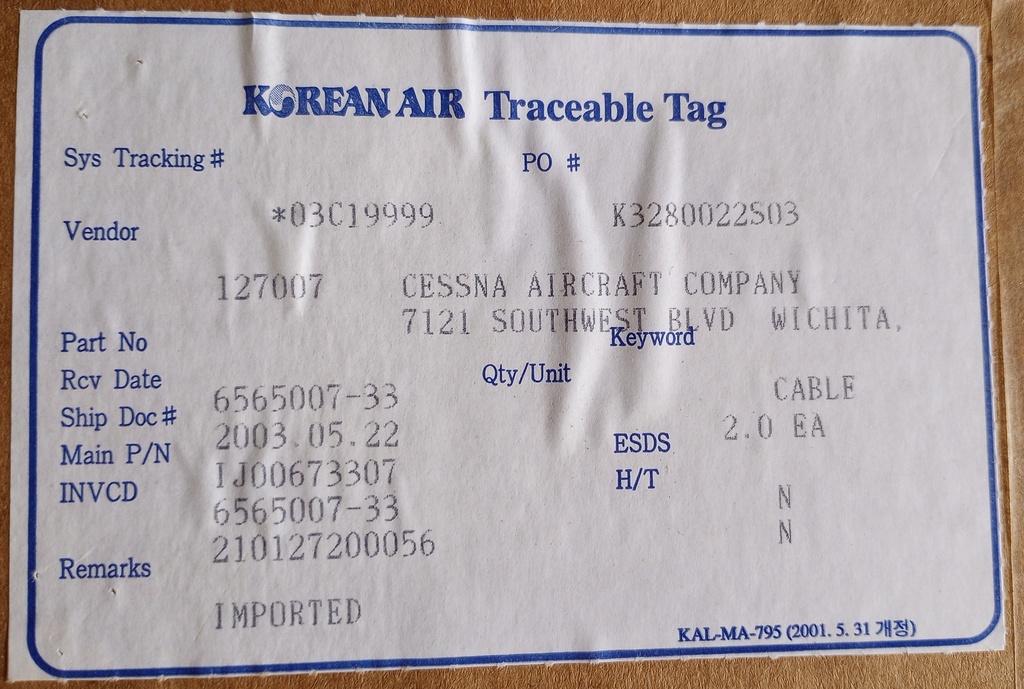 KOREAN AIR Traceable Tag
Sys Tracking # PO #
*03C19999 K3280022S03
Vendor
127007 CESSNA AIRCRAFT COMPANY
7121 SOUTHWEST BLVD WICHITA,
Part No Keyword
Rcv Date Qty/Unit
6565007-33 CABLE
Ship Doc#
2003.05.22 2.0 EA
Main P/N ESDS
IJ00673307
INVCD H/T
6565007-33 N
210127200056 N
Remarks
IMPORTED
KAL-MA-795 (2001. 5. 31 개정)